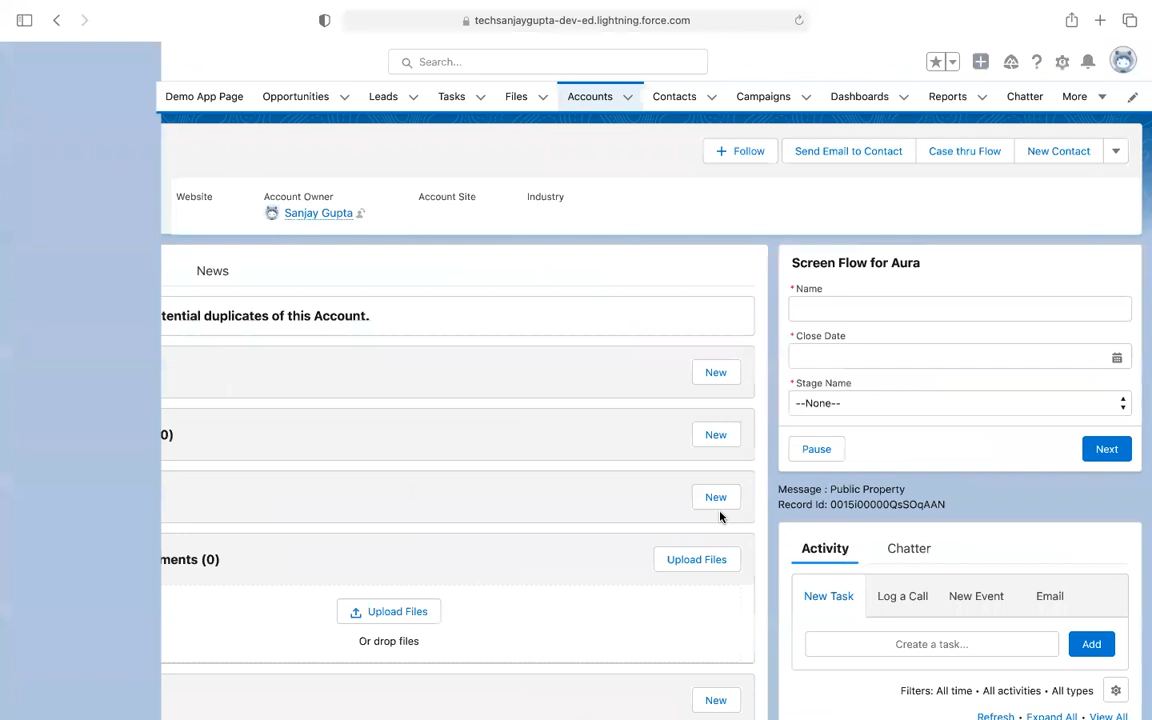 techsanjaygupta-dev-ed.lightning.force.com
Search...
Demo App Page Opportunities Leads Tasks Files Accounts Contacts Campaigns Dashboards Reports Chatter More
+ Follow Send Email to Contact Case thru Flow New Contact
Website Account Owner Account Site Industry
Sanjay Gupta
News
tential duplicates of this Account.
New
0) New
New
ments (0) Upload Files
Upload Files
Or drop files
New
Screen Flow for Aura
* Name
* Close Date
* Stage Name
--None--
Pause Next
Message : Public Property
Record Id: 0015i00000QsSOqAAN
Activity Chatter
New Task Log a Call New Event Email
Create a task... Add
Filters: All time • All activities • All types
Refresh • Expand All • View All